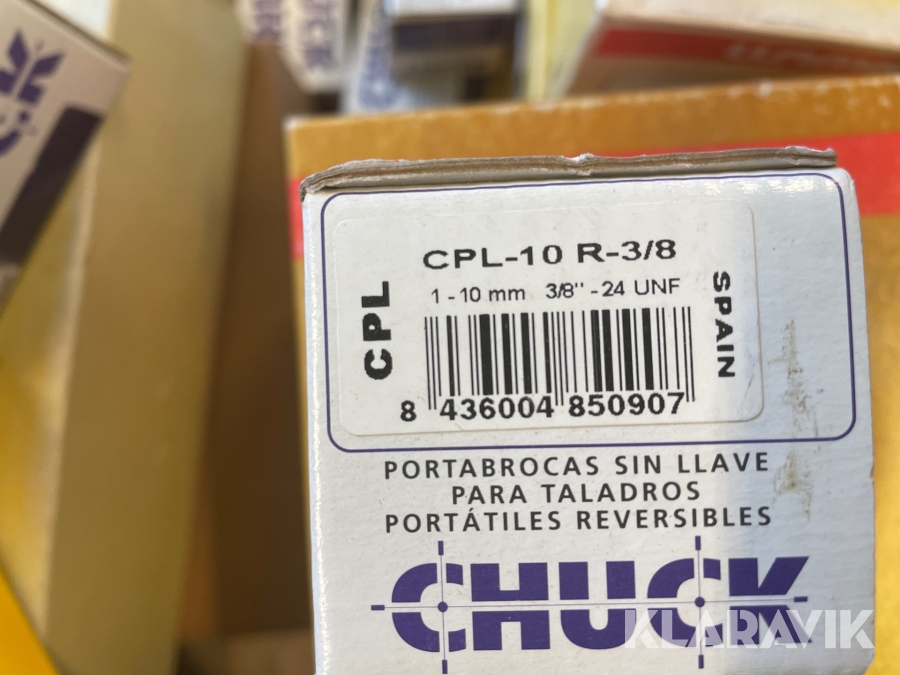 CPL-10 R-3/8
1 - 10 mm 3/8" - 24 UNF
CPL
SPAIN
8 436004 850907
PORTABROCAS SIN LLAVE
PARA TALADROS
PORTÁTILES REVERSIBLES
CHUCK
KLARAVIK